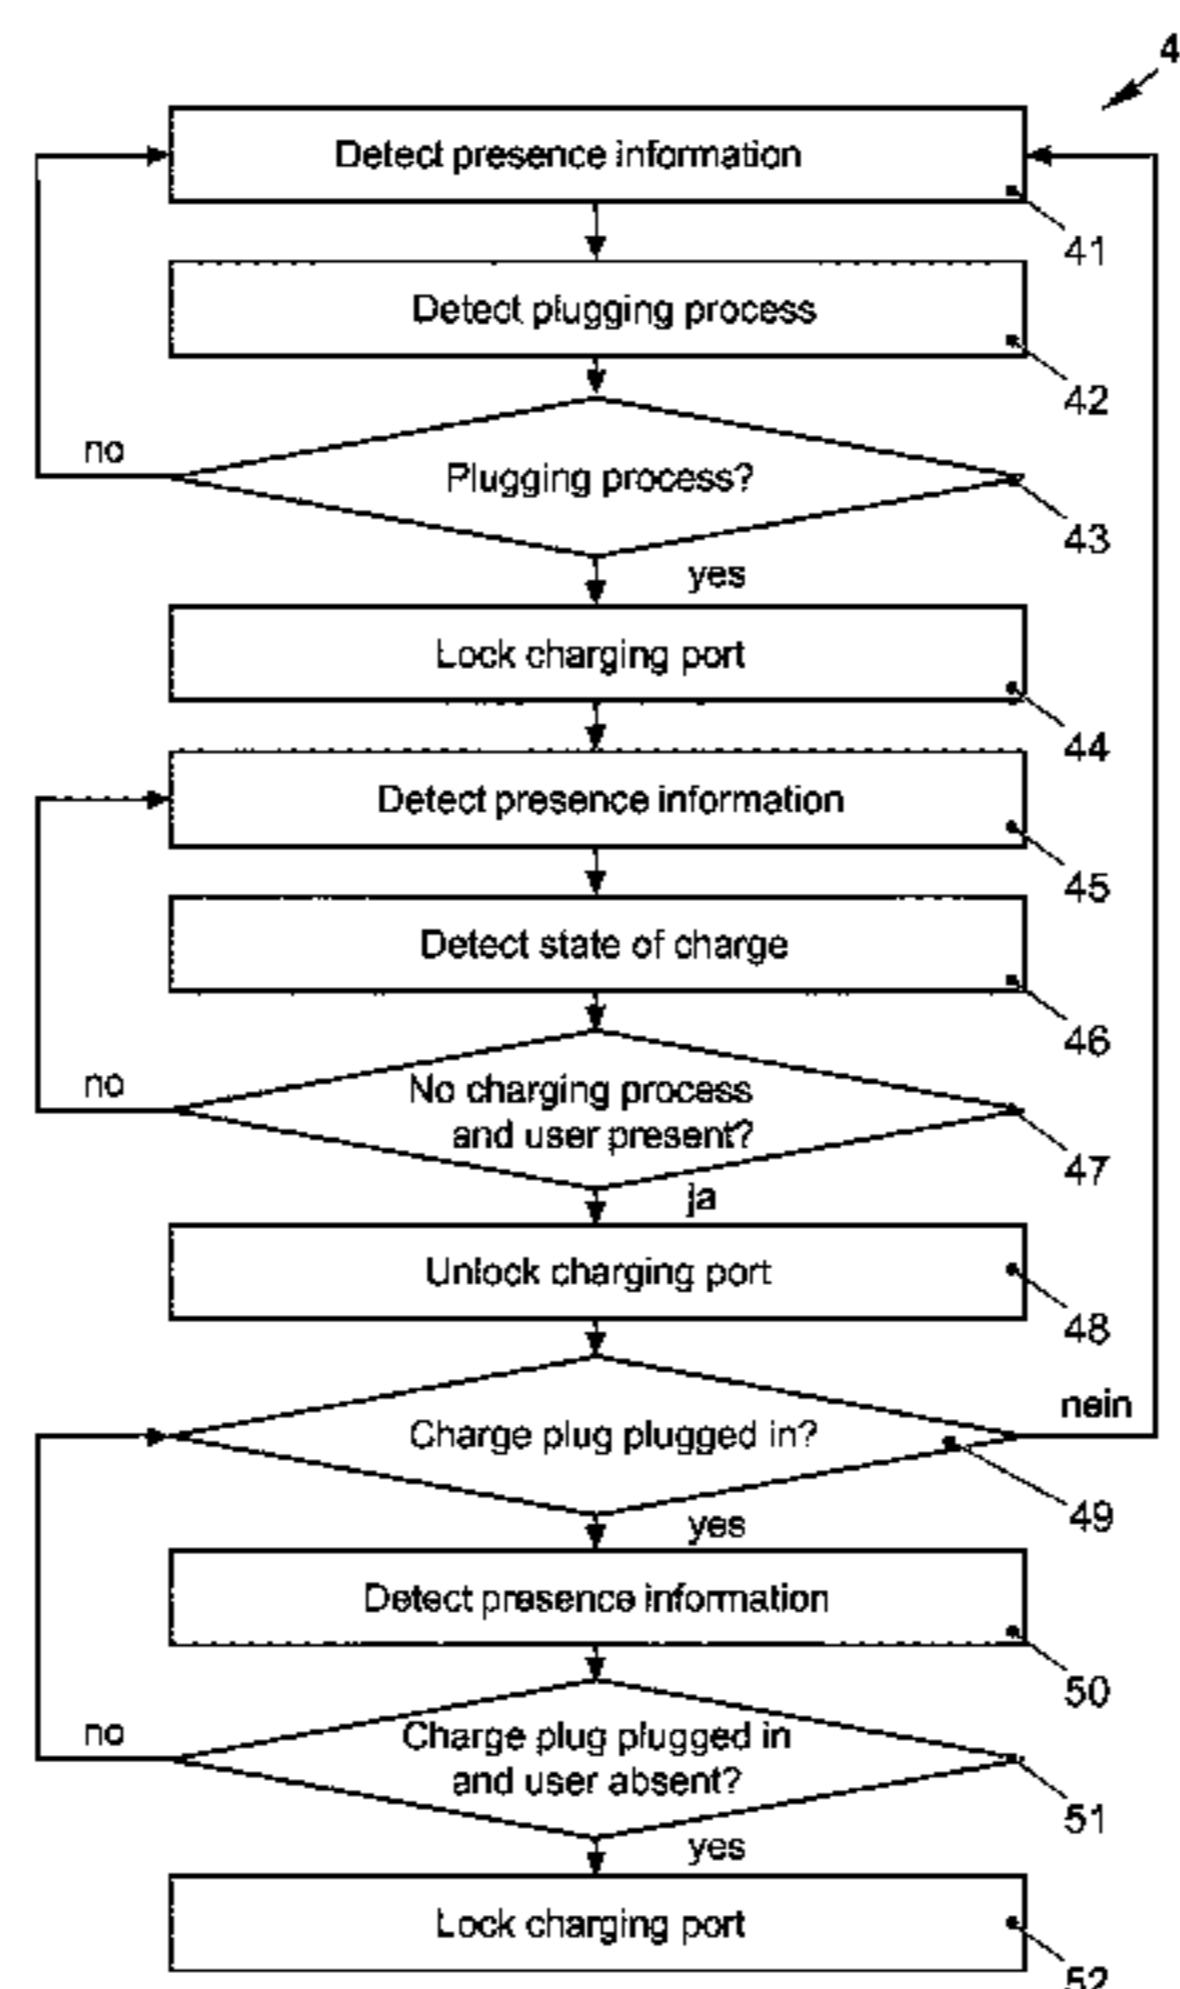 4
Detect presence information
41
Detect plugging process
42
no
Plugging process?
43
yes
Lock charging port
44
Detect presence information
45
Detect state of charge
46
no
No charging process
and user present?
47
ja
Unlock charging port
48
nein
Charge plug plugged in?
49
yes
Detect presence information
50
no
Charge plug plugged in
and user absent?
51
yes
Lock charging port
52